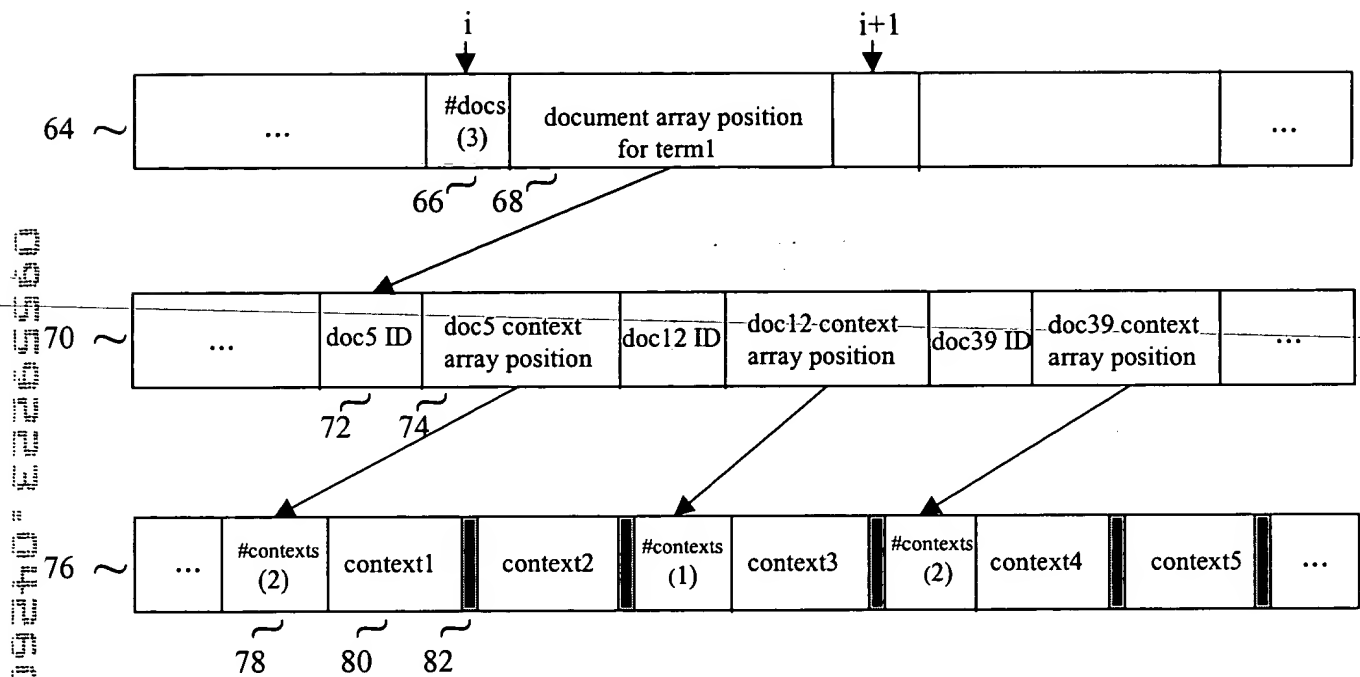 i
i+1
64
...
#docs
(3)
document array position
for term1
...
66
68
70
...
doc5 ID
doc5 context
array position
doc12 ID
doc12 context
array position
doc39 ID
doc39 context
array position
...
72
74
76
...
#contexts
(2)
context1
context2
#contexts
(1)
context3
#contexts
(2)
context4
context5
...
78
80
82